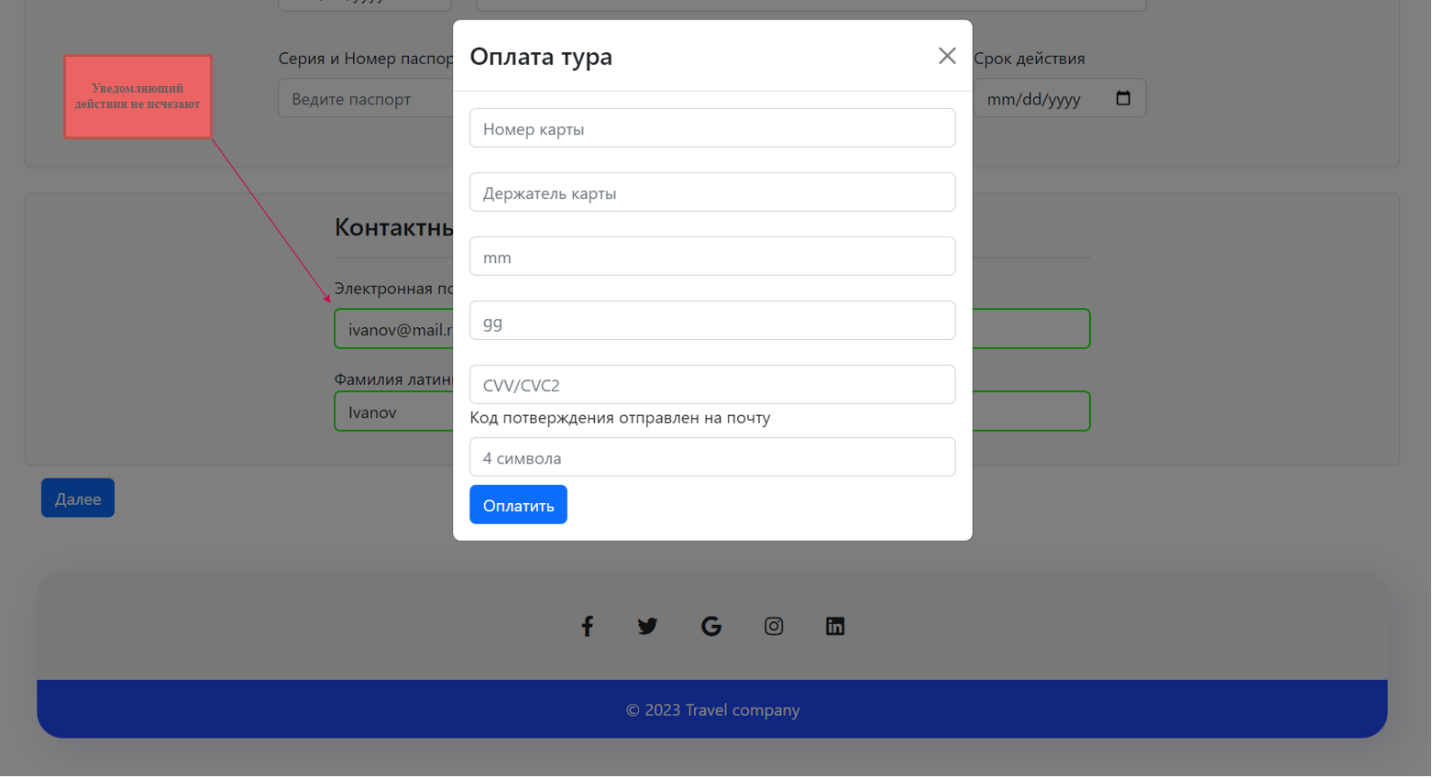 Оплата тура
Серия и Номер паспор
Срок действия
Уведомляющий
действия не исчезают
Ведите паспорт
mm/dd/yyyy
Номер карты
Держатель карты
Контактнь
mm
Электронная по
ivanov@mail.r
gg
Фамилия латин
Ivanov
CVV/CVC2
Код потверждения отправлен на почту
4 символа
Далее
Оплатить
© 2023 Travel company